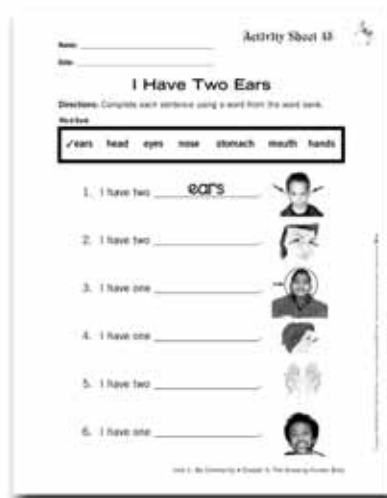 Activity Sheet 13
Name:
Date:
I Have Two Ears
Directions: Complete each sentence using a word from the word bank.
Word Bank
✓ears head eyes nose stomach mouth hands
1. I have two ears
2. I have two
3. I have one
4. I have one
5. I have two
6. I have one